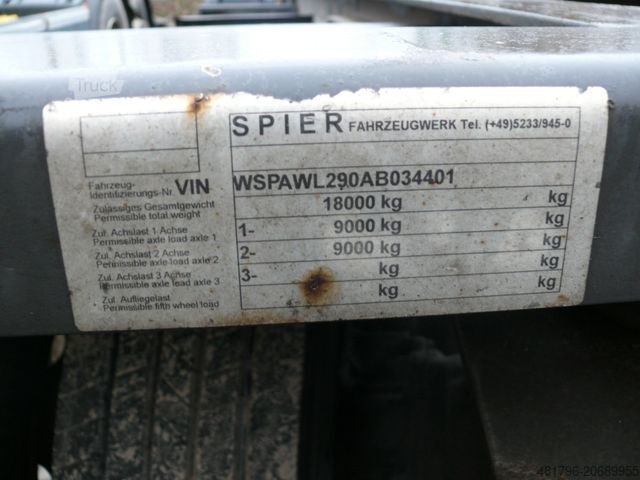 Truck
SPIER FAHRZEUGWERK Tel. (+49)5233/945-0
Fahrzeug-
Identifizierungs-Nr. VIN WSPAWL290AB034401
Zulässiges Gesamtgewicht
Permissible total weight 18000 kg kg
Zul. Achslast 1 Achse
Permissible axle load axle 1 1- 9000 kg kg
Zul. Achslast 2 Achse
Permissible axle load axle 2 2- 9000 kg kg
Zul. Achslast 3 Achse
Permissible axle load axle 3 3- kg kg
Zul. Aufliegelast
Permissible fifth wheel load kg kg
481796-20689955